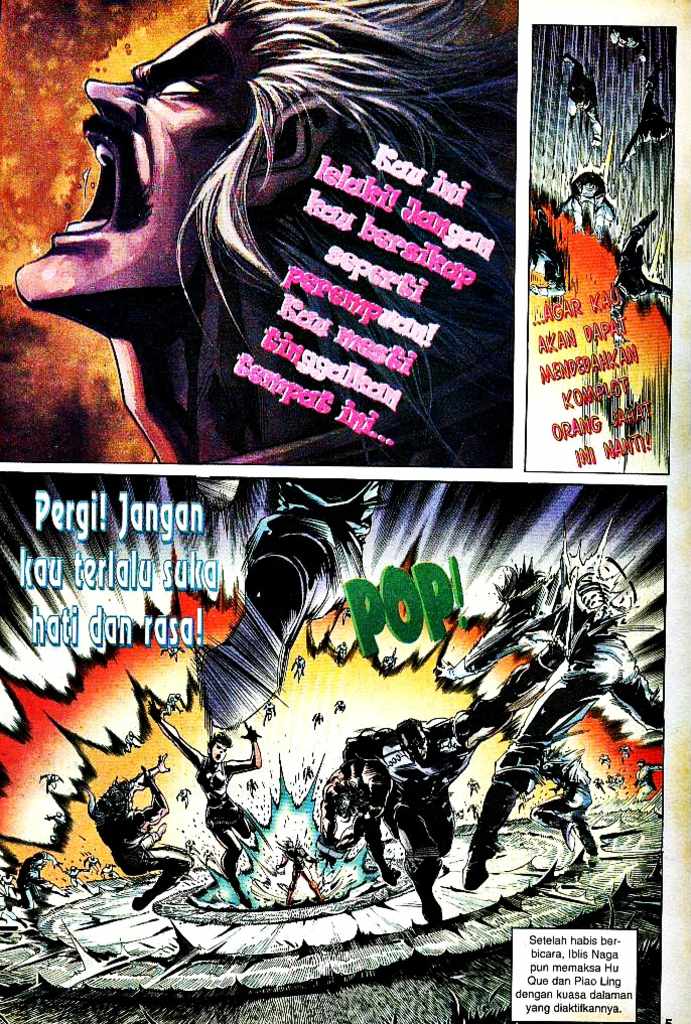 Kau ini
lelaki! Jangan
kau bersikap
seperti
perempuan!
Kau mesti
tinggalkan
tempat ini...
...AGAR KAU
AKAN DAPAT
MENDEDAHKAN
KOMPLOT
ORANG JAHAT
INI NANTI!
Pergi! Jangan
kau terlalu suka
hati dan rasa!
POP!
Setelah habis ber-
bicara, Iblis Naga
pun memaksa Hu
Que dan Piao Ling
dengan kuasa dalaman
yang diaktifkannya.